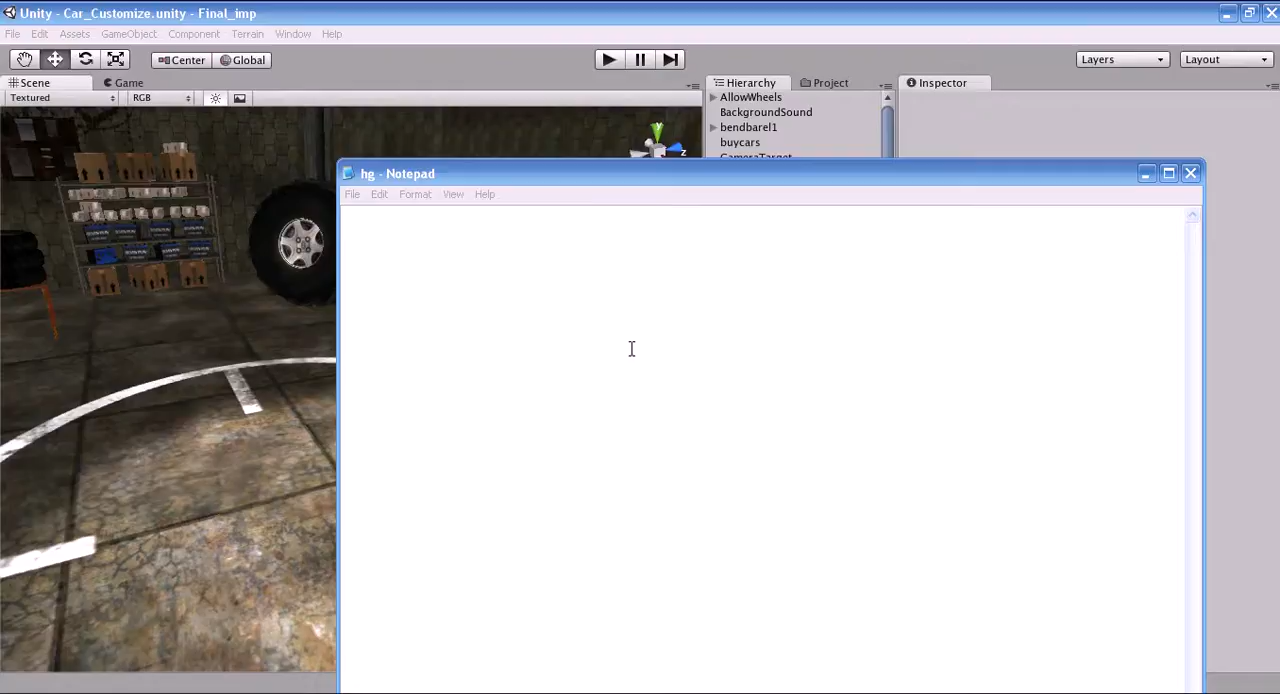 Unity - Car_Customize.unity - Final_imp
File Edit Assets GameObject Component Terrain Window Help
Center Global Layers Layout
Scene Game Hierarchy Project Inspector
Textured RGB
AllowWheels
BackgroundSound
bendbarel1
buycars
CameraTarget
z
hg - Notepad
File Edit Format View Help